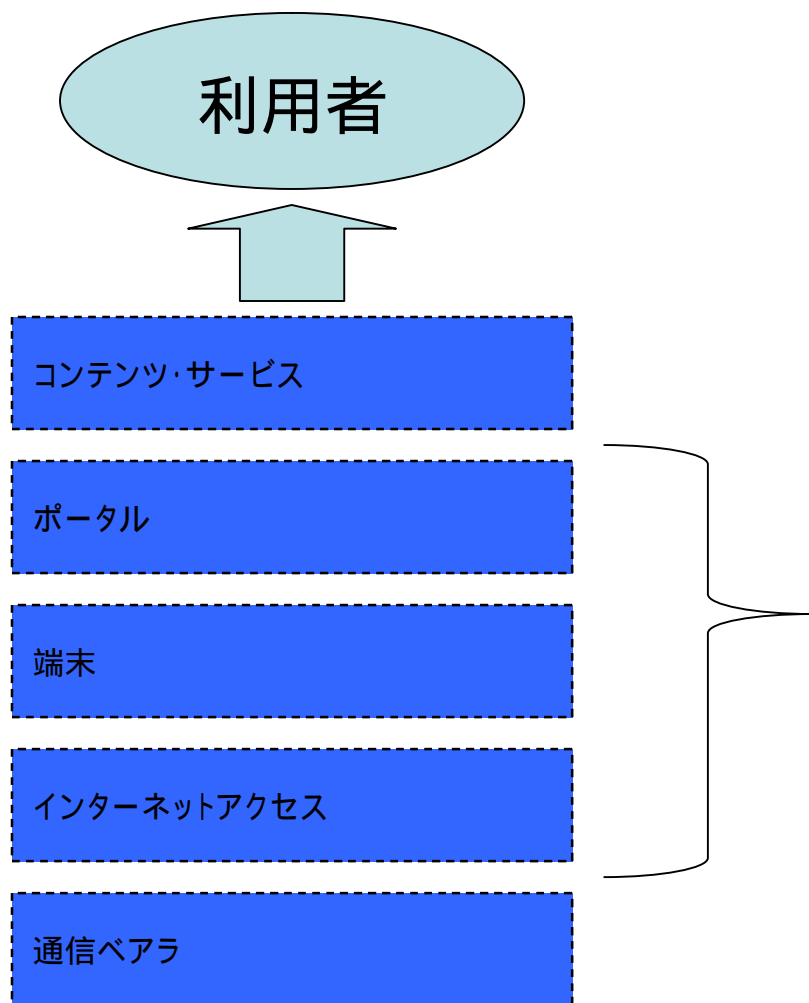 利用者
コンテンツ・サービス
ポータル
端末
インターネットアクセス
通信ベアラ